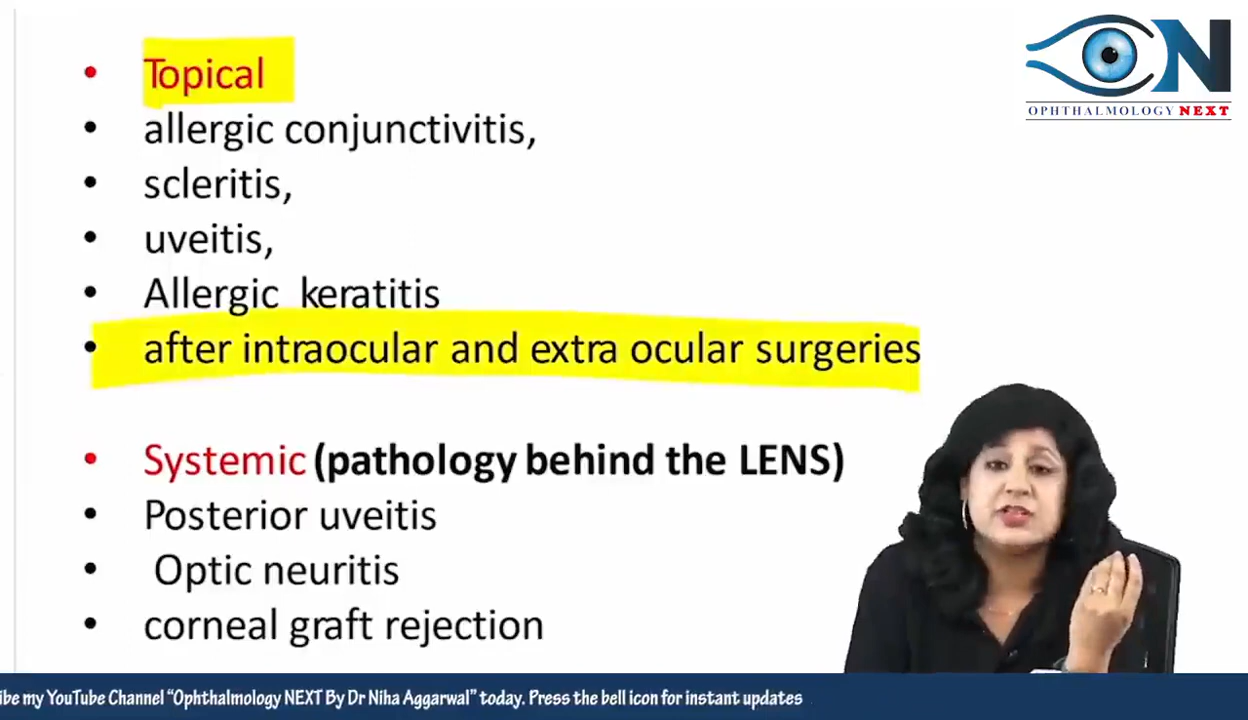 Topical
allergic conjunctivitis,
scleritis,
uveitis,
Allergic keratitis
after intraocular and extra ocular surgeries
Systemic (pathology behind the LENS)
Posterior uveitis
Optic neuritis
corneal graft rejection
N
OPHTHALMOLOGY NEXT
ibe my YouTube Channel “Ophthalmology NEXT By Dr Niha Aggarwal” today. Press the bell icon for instant updates